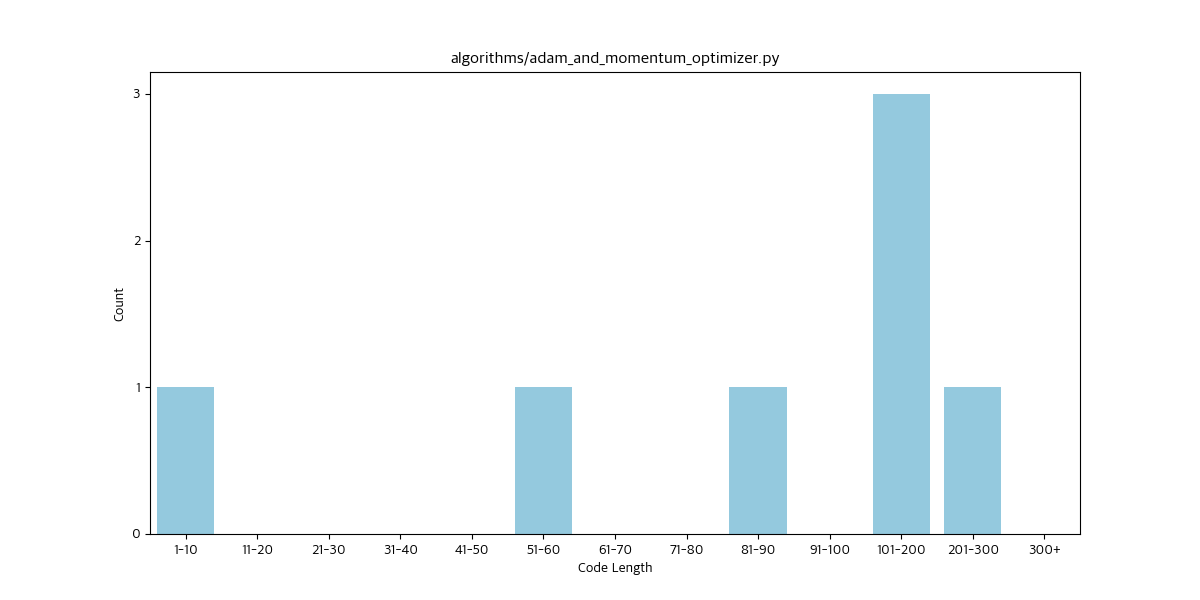 algorithms/adam_and_momentum_optimizer.py
3
2
1
0
Count
1-10 11-20 21-30 31-40 41-50 51-60 61-70 71-80 81-90 91-100 101-200 201-300 300+
Code Length